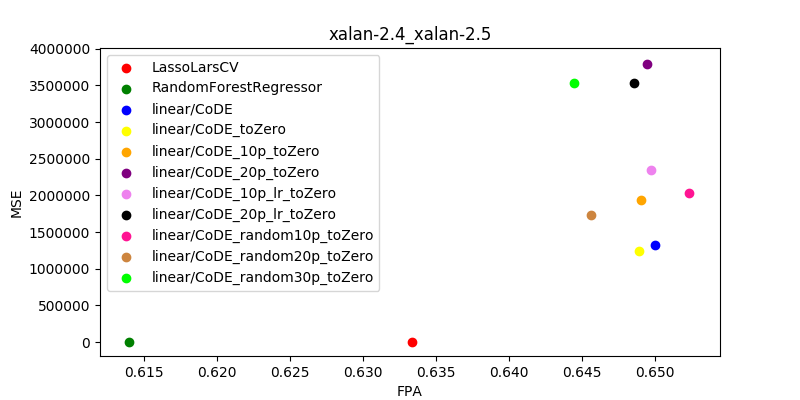 xalan-2.4_xalan-2.5
MSE
4000000
3500000
3000000
2500000
2000000
1500000
1000000
500000
0
LassoLarsCV
RandomForestRegressor
linear/CoDE
linear/CoDE_toZero
linear/CoDE_10p_toZero
linear/CoDE_20p_toZero
linear/CoDE_10p_lr_toZero
linear/CoDE_20p_lr_toZero
linear/CoDE_random10p_toZero
linear/CoDE_random20p_toZero
linear/CoDE_random30p_toZero
0.615 0.620 0.625 0.630 0.635 0.640 0.645 0.650
FPA